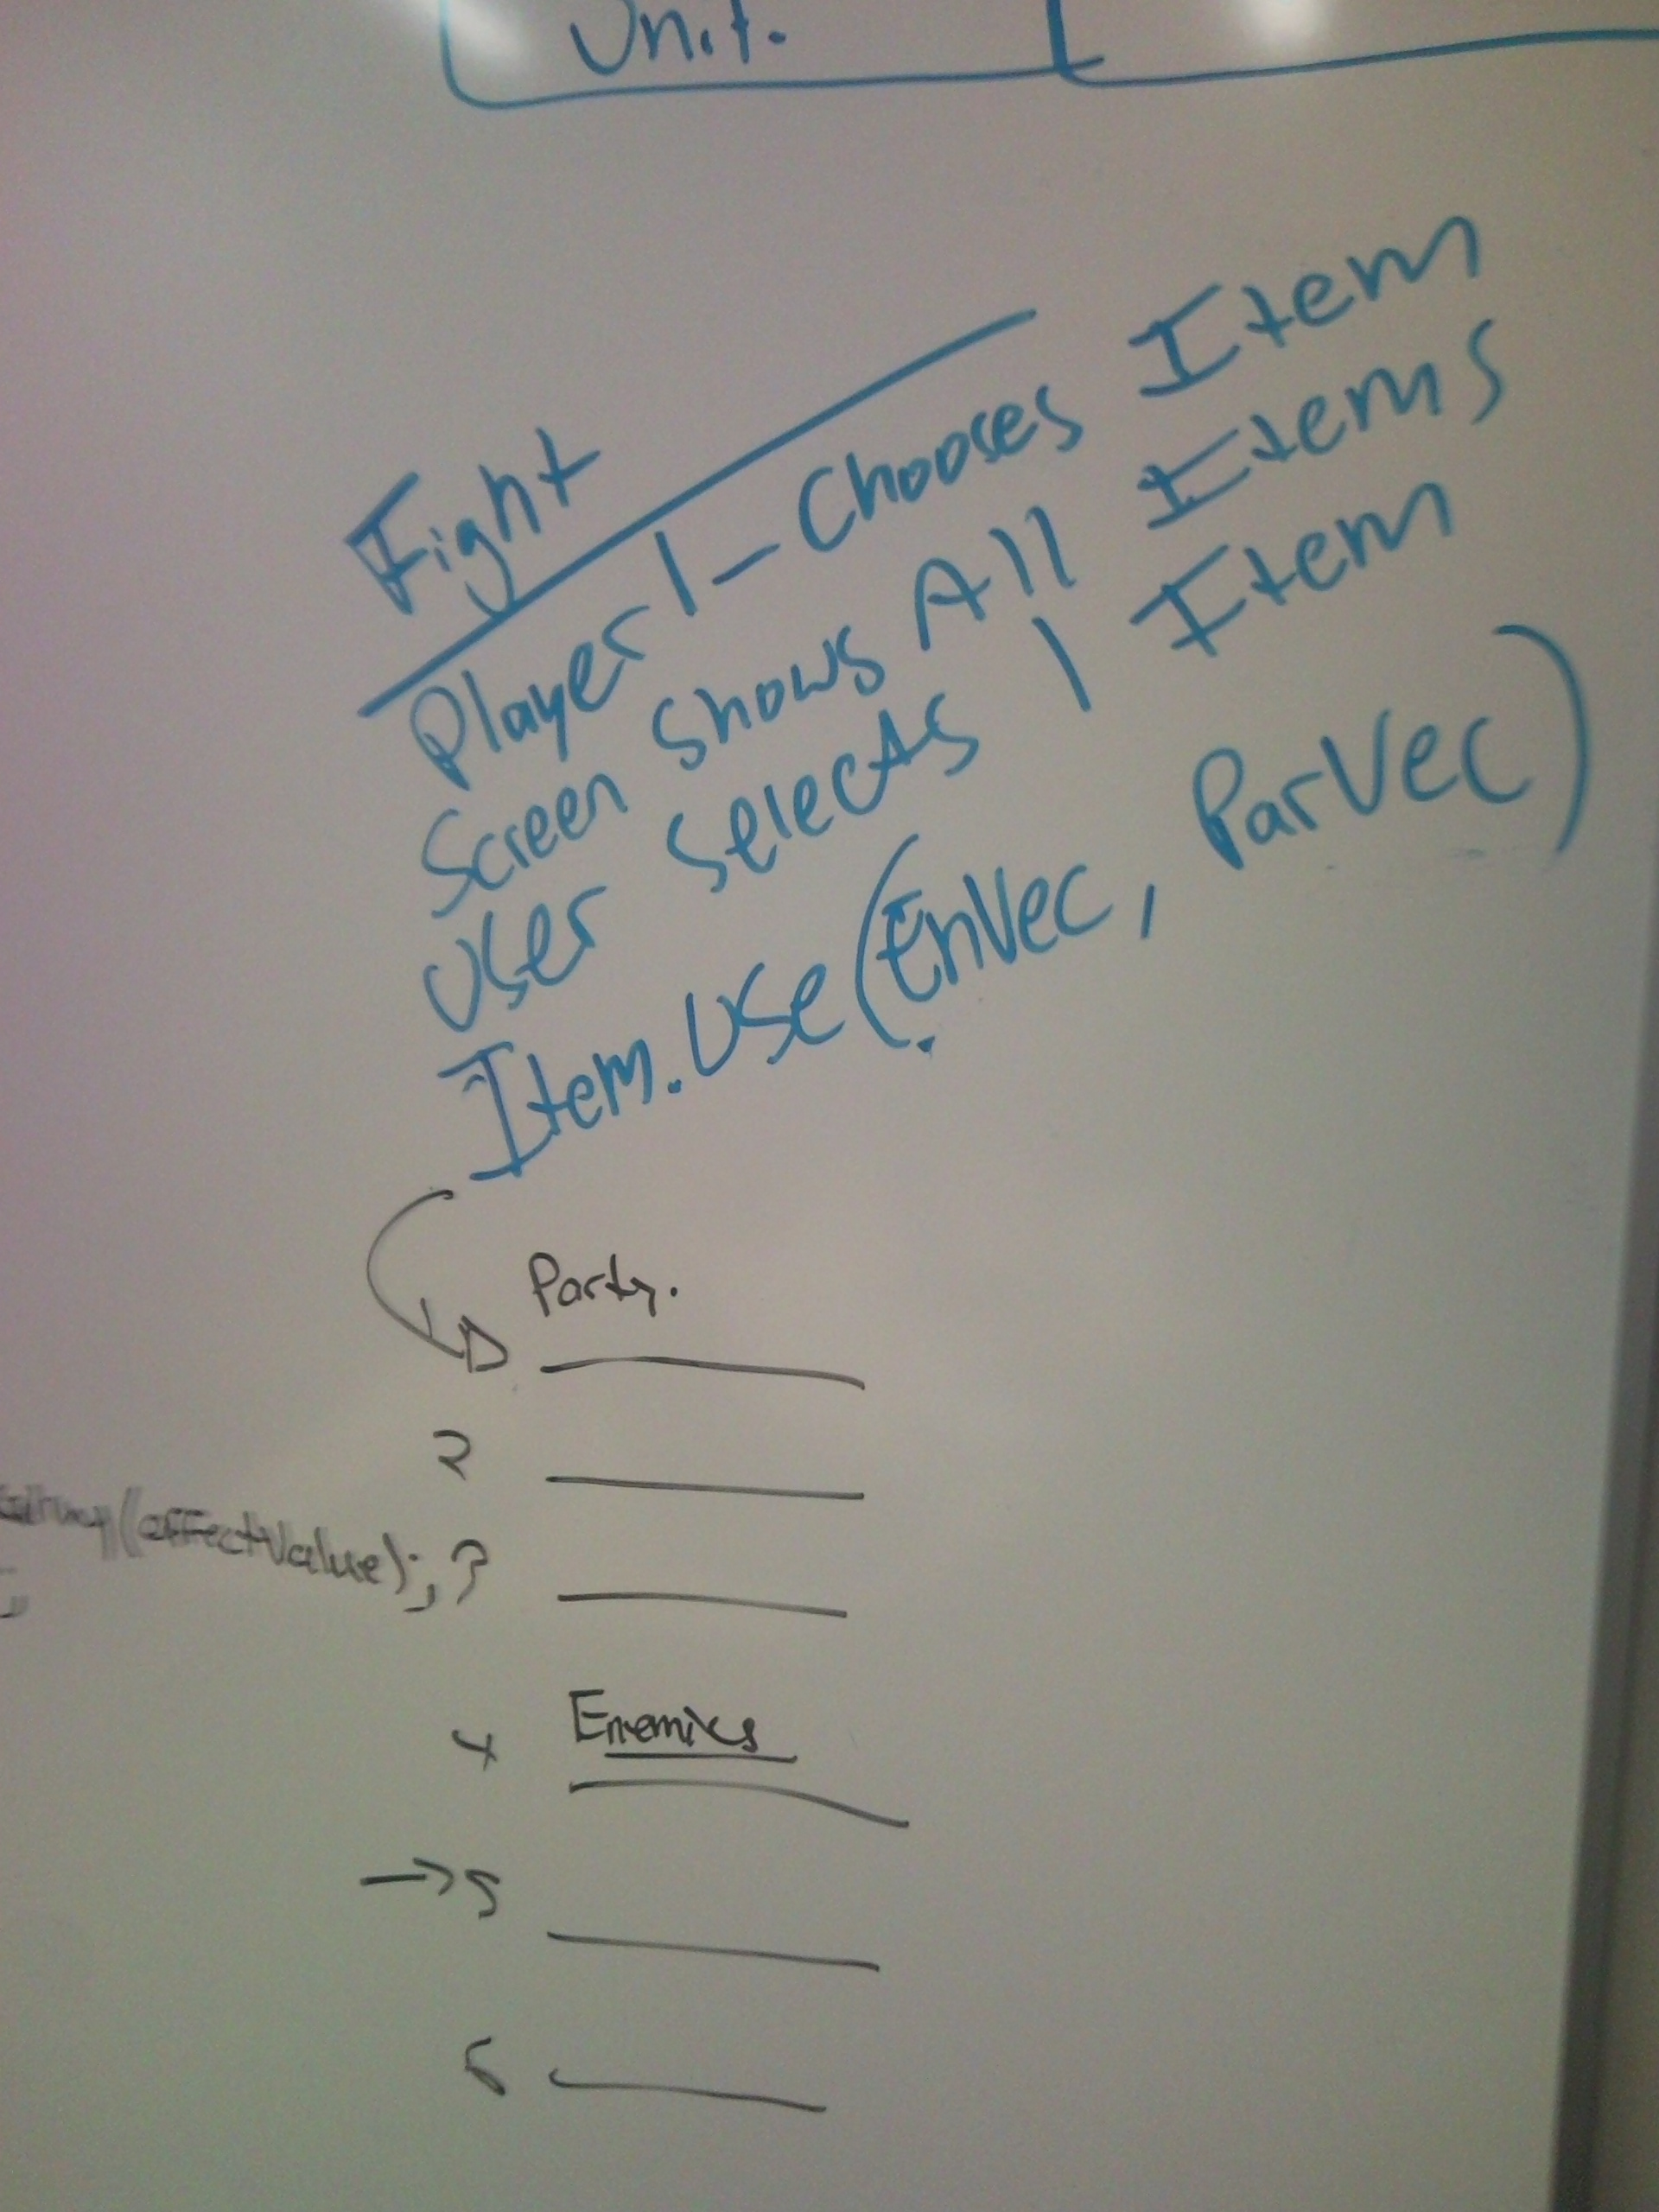 Unit.
Fight
Player 1 - Chooses Item
Screen shows All Items
User selects 1 Item
Item.Use(EnVec, ParVec)
Party.
1
2
(affectValue); 3
;
4 Enemies
→ 5
6